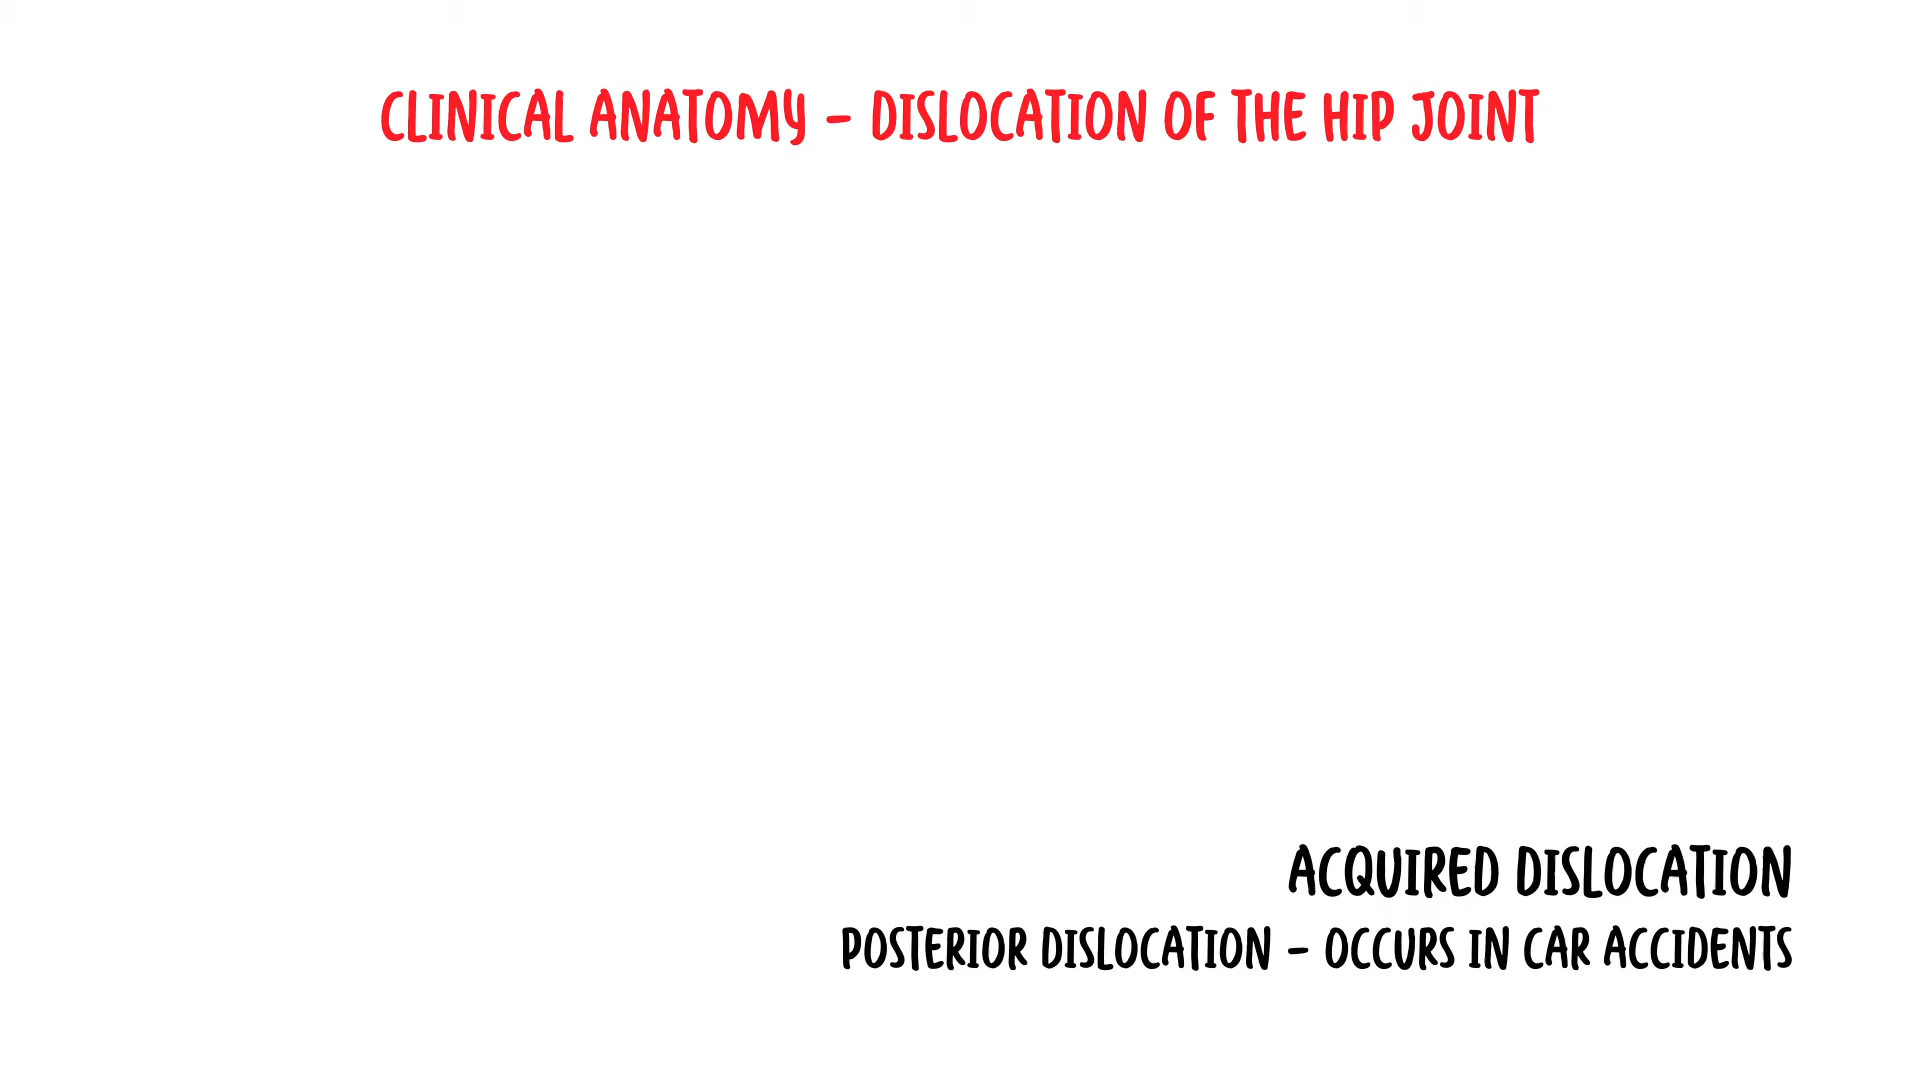 CLINICAL ANATOMY - DISLOCATION OF THE HIP JOINT
ACQUIRED DISLOCATION
POSTERIOR DISLOCATION - OCCURS IN CAR ACCIDENTS